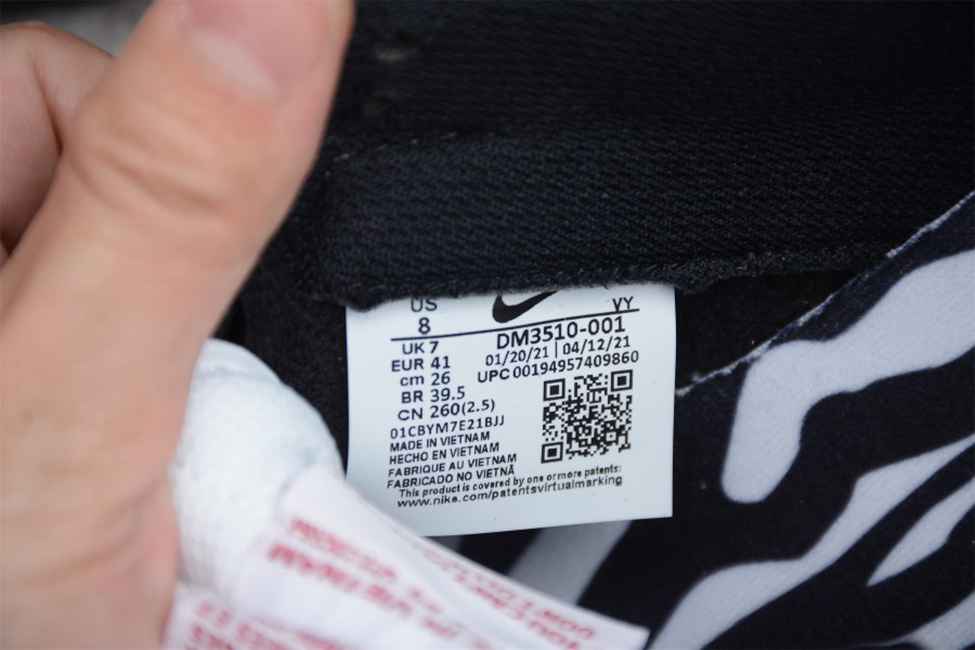 US
VY
8
DM3510-001
UK 7
01/20/21 | 04/12/21
EUR 41
UPC 00194957409860
cm 26
BR 39.5
CN 260(2.5)
01CBYM7E21BJJ
MADE IN VIETNAM
HECHO EN VIETNAM
FABRIQUE AU VIETNAM
FABRICADO NO VIETNÃ
This product is covered by one or more patents:
www.nike.com/patentsvirtualmarking